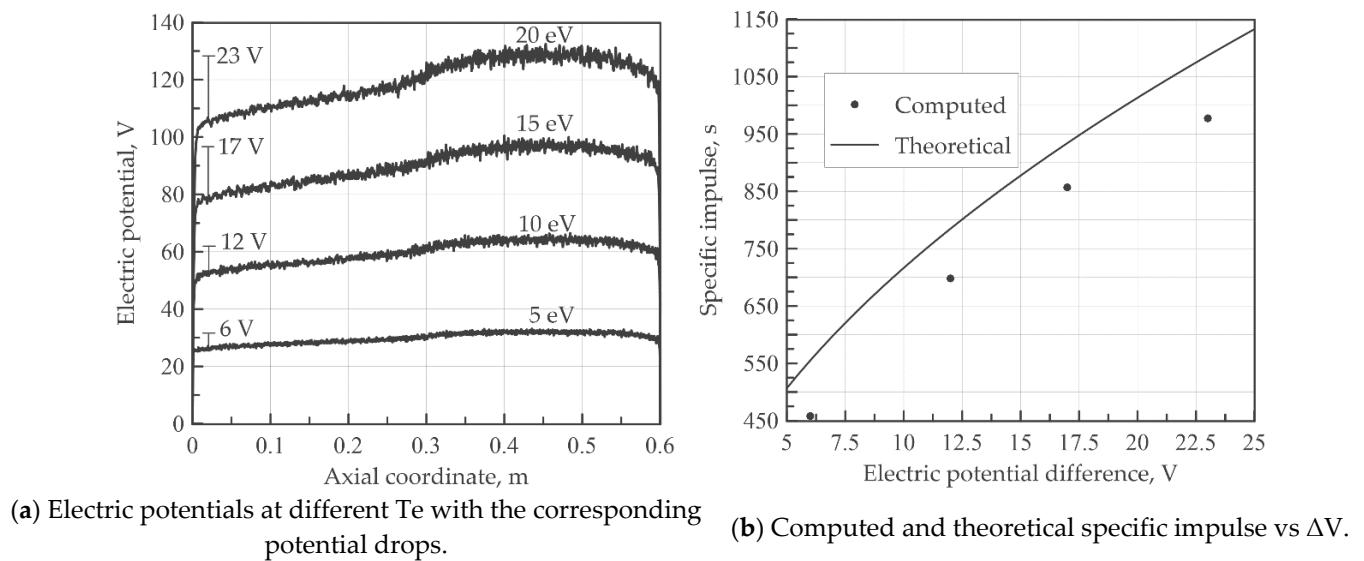 140
120
100
80
60
40
20
0
Electric potential, V
23 V
17 V
12 V
6 V
20 eV
15 eV
10 eV
5 eV
0 0.1 0.2 0.3 0.4 0.5 0.6
Axial coordinate, m
(a) Electric potentials at different Te with the corresponding
potential drops.
1150
1050
950
850
750
650
550
450
Specific impulse, s
Computed
Theoretical
5 7.5 10 12.5 15 17.5 20 22.5 25
Electric potential difference, V
(b) Computed and theoretical specific impulse vs ΔV.